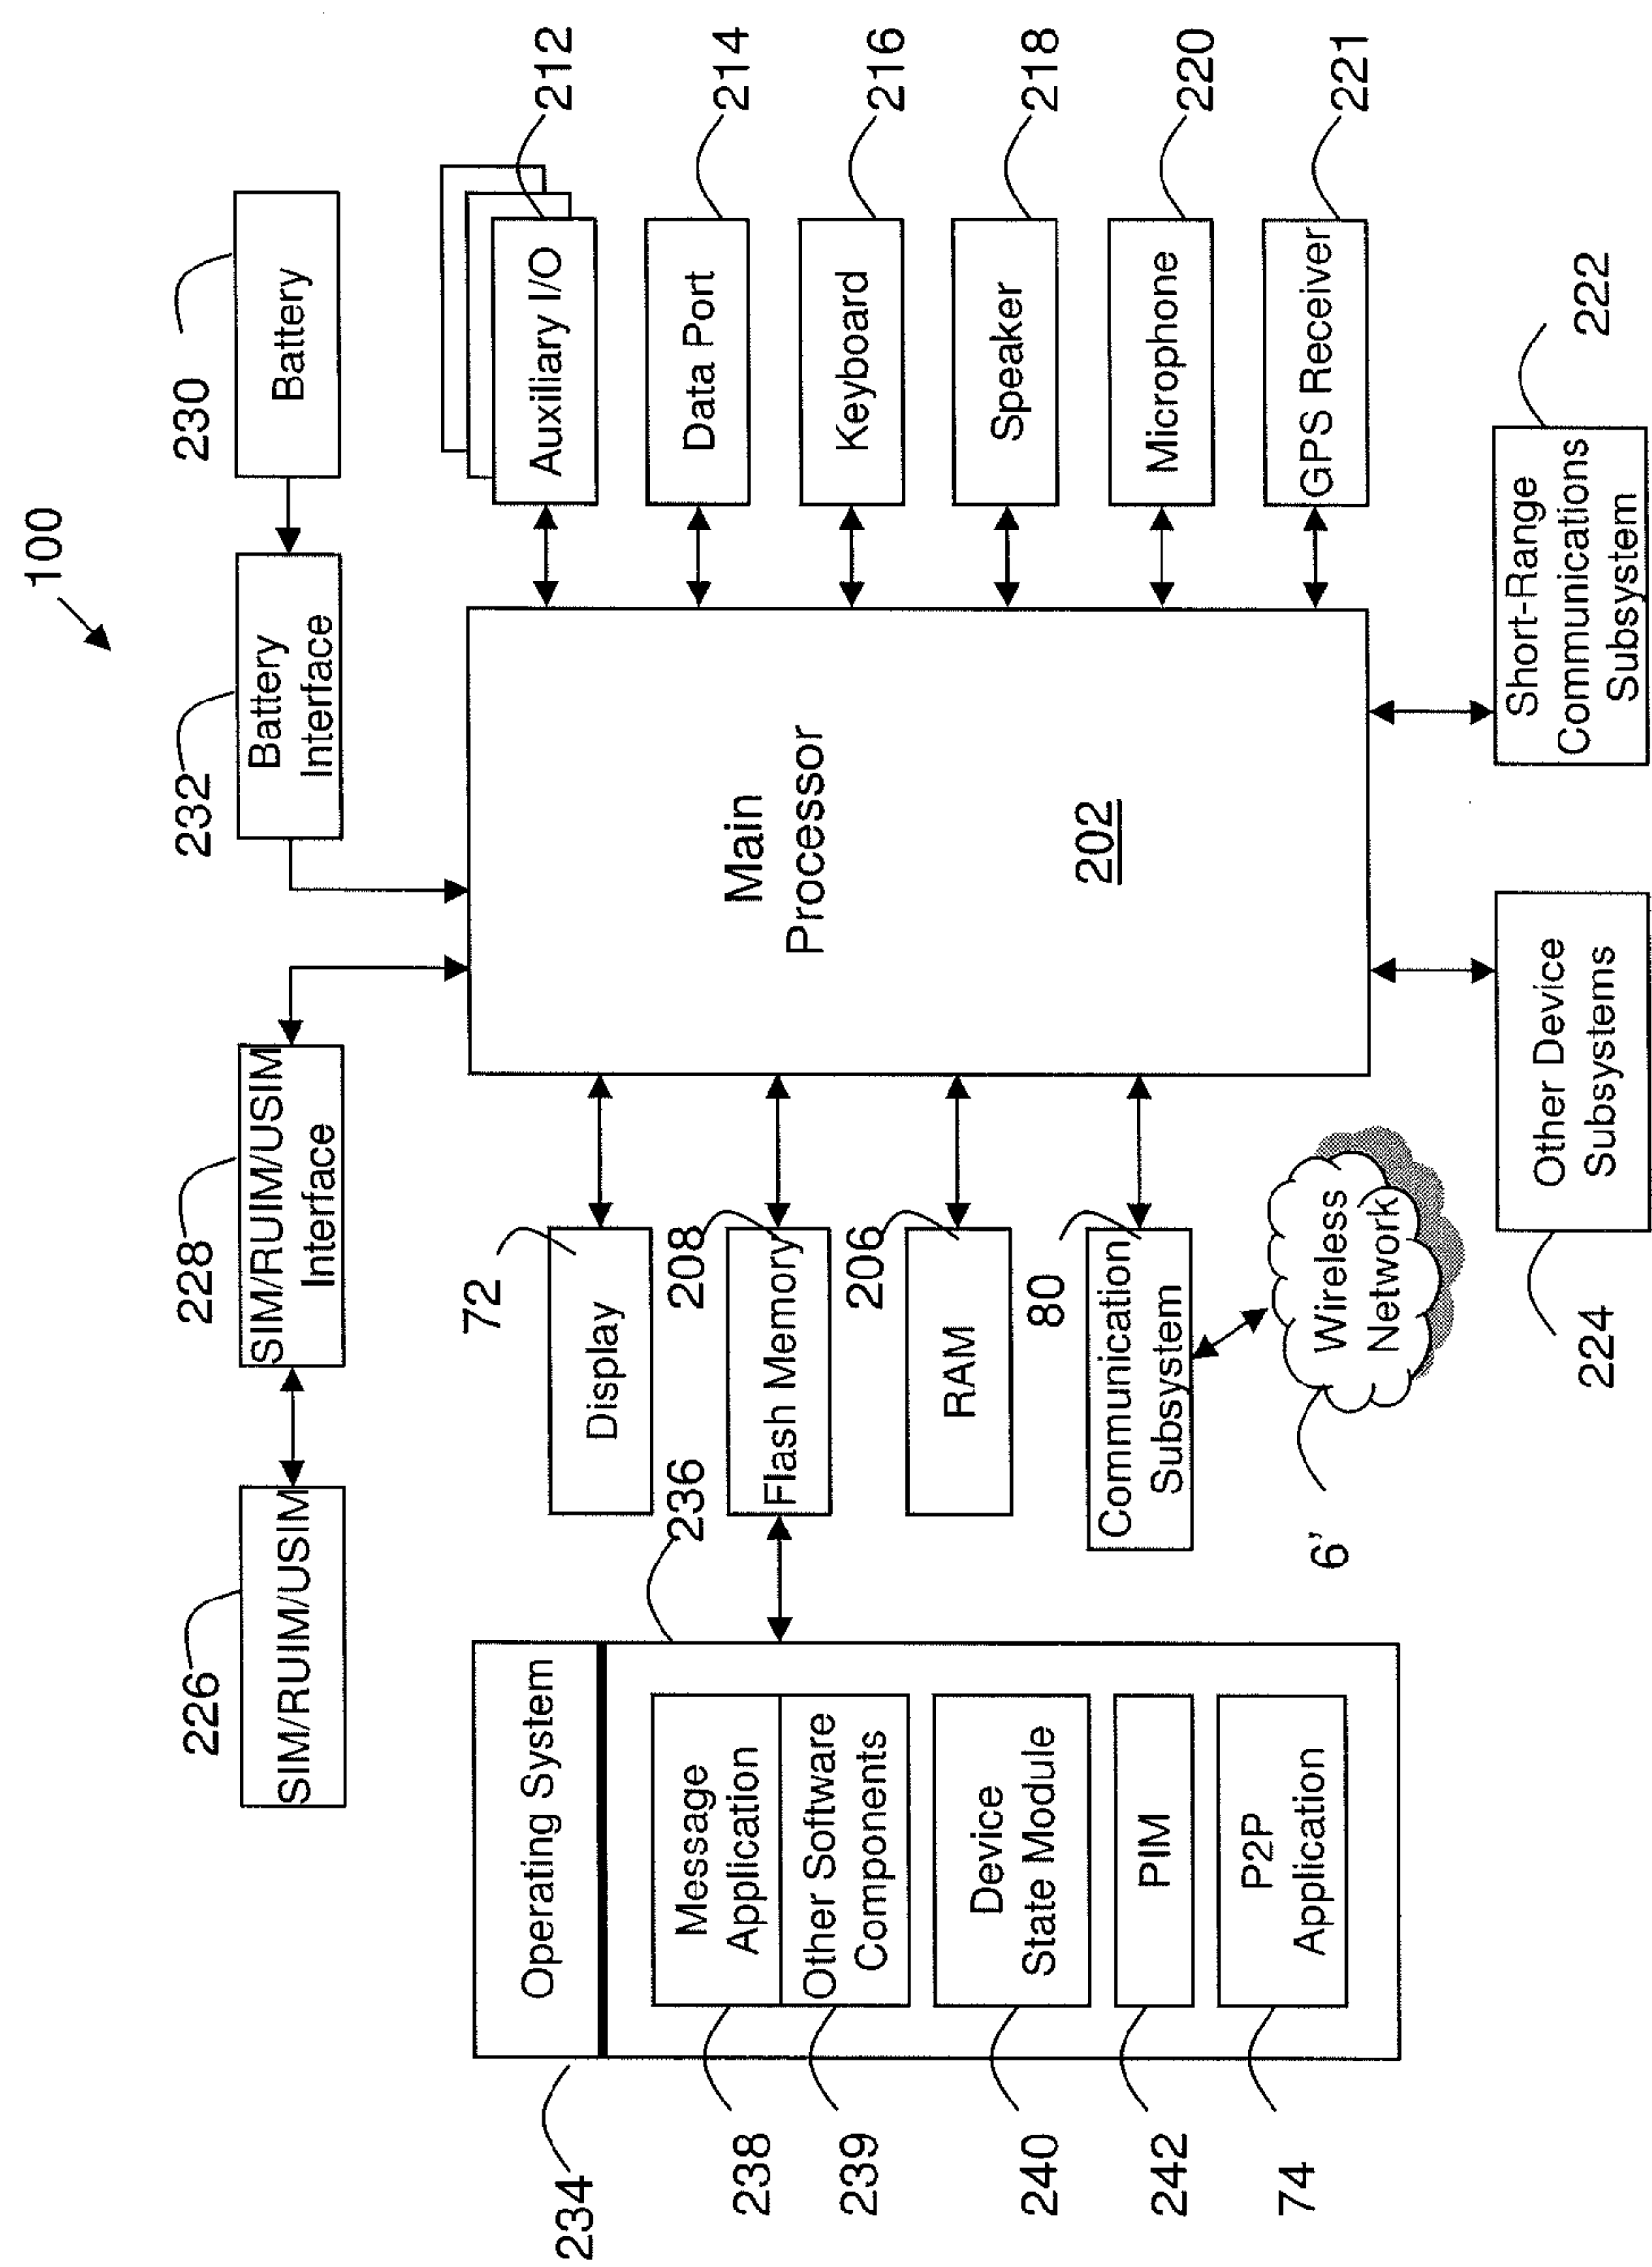 100
226
SIM/RUIM/USIM
228
SIM/RUIM/USIM
Interface
232
Battery
Interface
230
Battery
234
Operating System
236
238
Message
Application
239
Other Software
Components
240
Device
State Module
242
PIM
74
P2P
Application
72
Display
208
Flash Memory
206
RAM
80
Communication
Subsystem
6’
Wireless
Network
Main
Processor
202
Auxiliary I/O
212
Data Port
214
Keyboard
216
Speaker
218
Microphone
220
GPS Receiver
221
224
Other Device
Subsystems
Short-Range
Communications
Subsystem
222